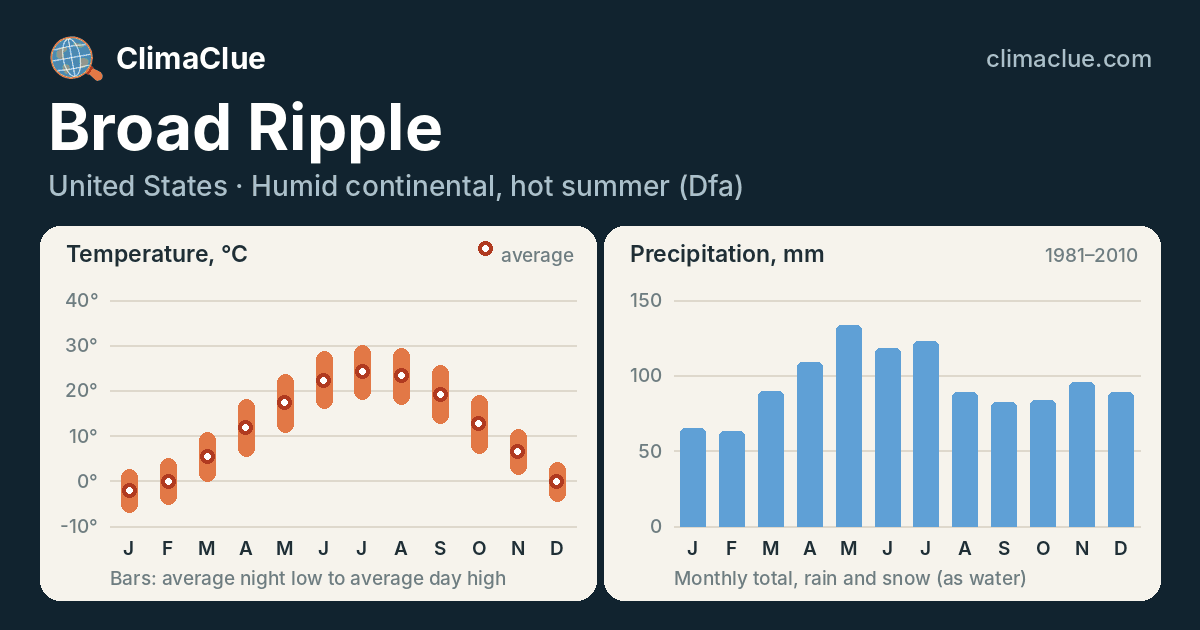 ClimaClue
climaclue.com
Broad Ripple
United States · Humid continental, hot summer (Dfa)
Temperature, °C
average
40°
30°
20°
10°
0°
-10°
J F M A M J J A S O N D
Bars: average night low to average day high
Precipitation, mm
1981–2010
150
100
50
0
J F M A M J J A S O N D
Monthly total, rain and snow (as water)